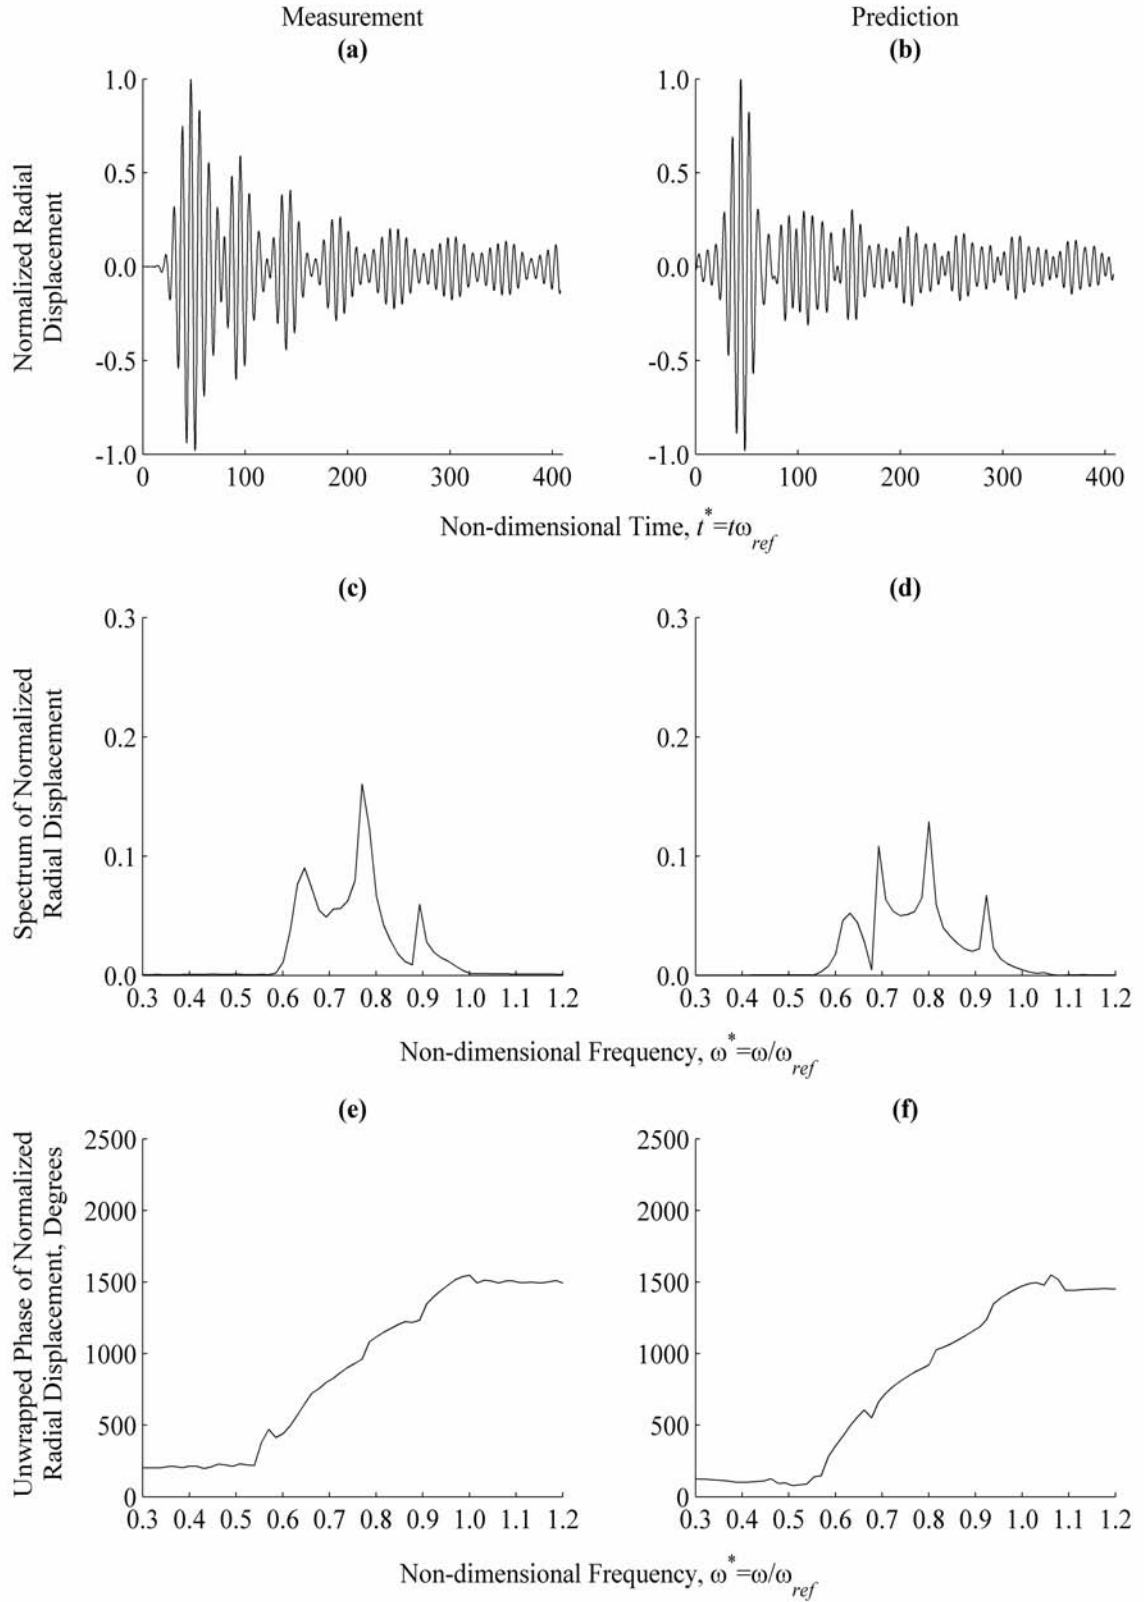 Measurement
Prediction
(a)
(b)
Normalized Radial
Displacement
1.0
0.5
0.0
-0.5
-1.0
0 100 200 300 400
1.0
0.5
0.0
-0.5
-1.0
0 100 200 300 400
Non-dimensional Time, t*=tω_ref
(c)
(d)
Spectrum of Normalized
Radial Displacement
0.3
0.2
0.1
0.0
0.3 0.4 0.5 0.6 0.7 0.8 0.9 1.0 1.1 1.2
0.3
0.2
0.1
0.0
0.3 0.4 0.5 0.6 0.7 0.8 0.9 1.0 1.1 1.2
Non-dimensional Frequency, ω*=ω/ω_ref
(e)
(f)
Unwrapped Phase of Normalized
Radial Displacement, Degrees
2500
2000
1500
1000
500
0
0.3 0.4 0.5 0.6 0.7 0.8 0.9 1.0 1.1 1.2
2500
2000
1500
1000
500
0
0.3 0.4 0.5 0.6 0.7 0.8 0.9 1.0 1.1 1.2
Non-dimensional Frequency, ω*=ω/ω_ref